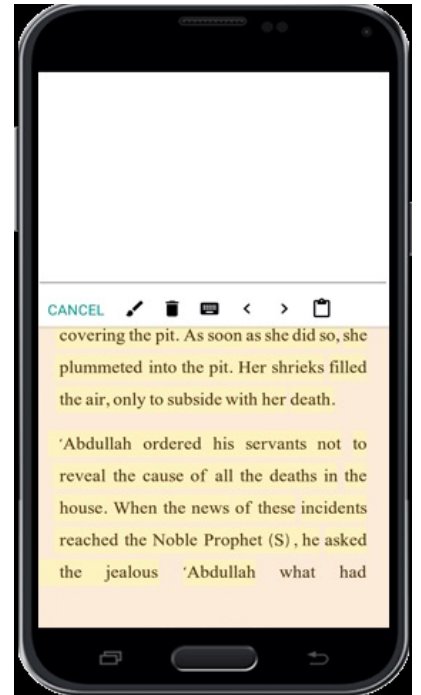 CANCEL
covering the pit. As soon as she did so, she
plummeted into the pit. Her shrieks filled
the air, only to subside with her death.
‘Abdullah ordered his servants not to
reveal the cause of all the deaths in the
house. When the news of these incidents
reached the Noble Prophet (S) , he asked
the jealous ‘Abdullah what had